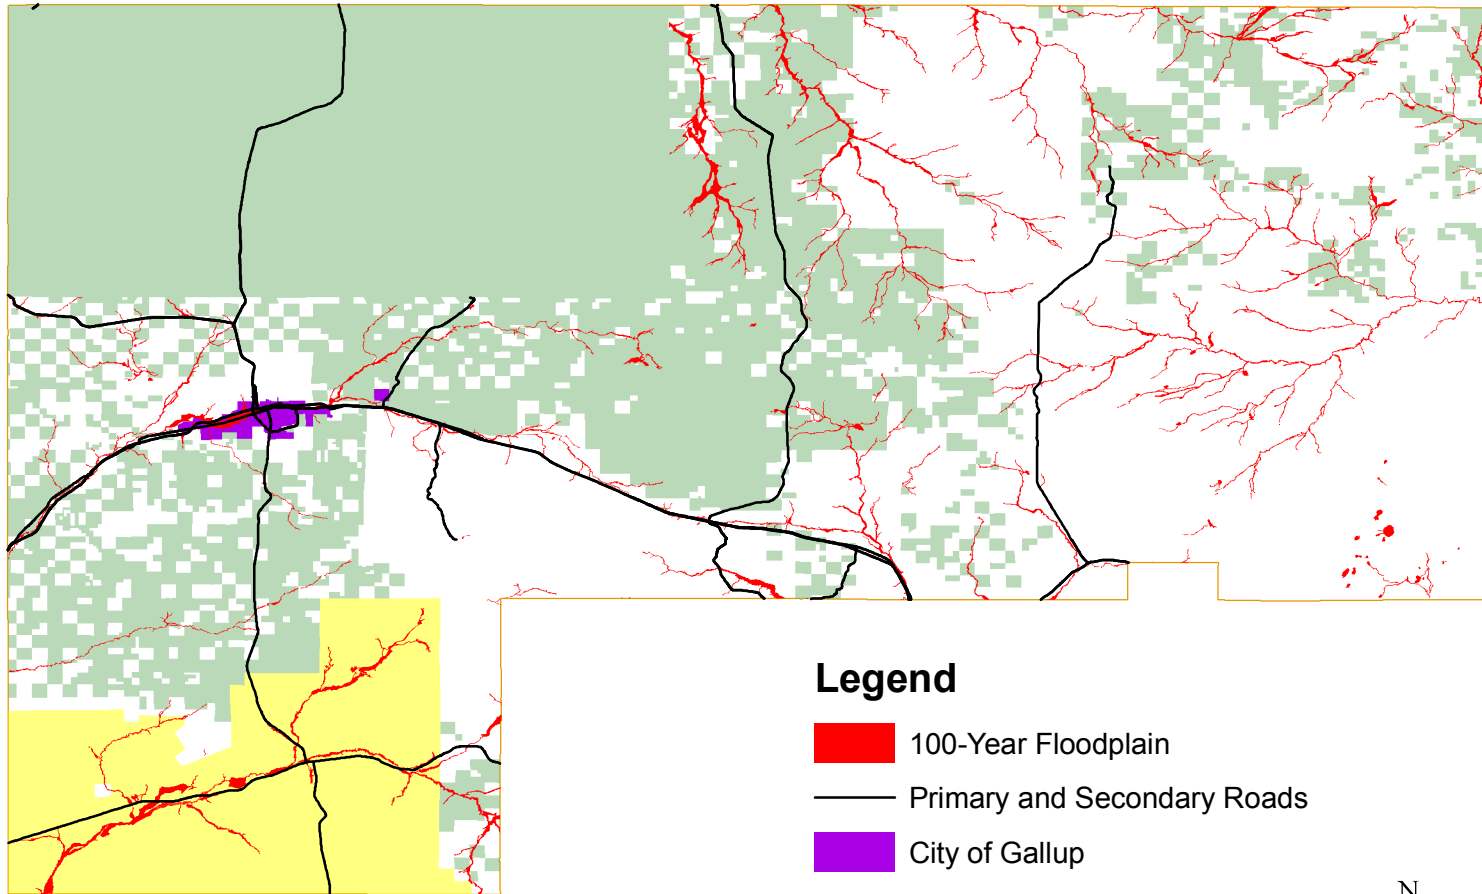 Legend
100-Year Floodplain
Primary and Secondary Roads
City of Gallup
N